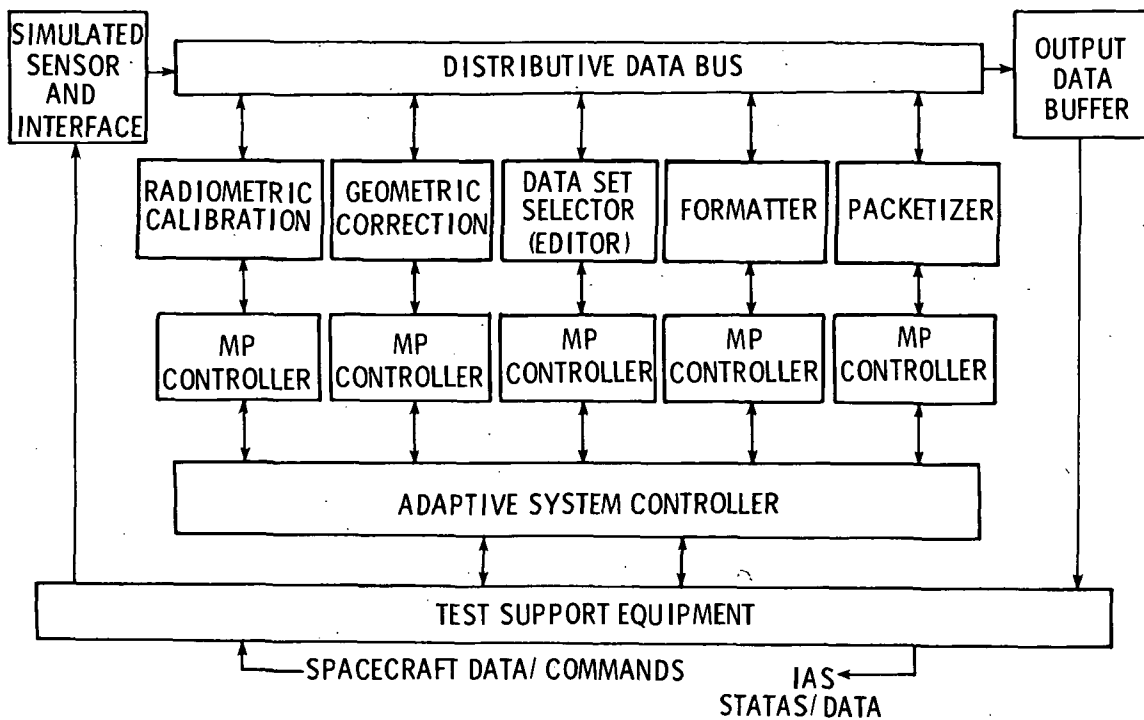 SIMULATED
SENSOR
AND
INTERFACE
DISTRIBUTIVE DATA BUS
OUTPUT
DATA
BUFFER
RADIOMETRIC
CALIBRATION
GEOMETRIC
CORRECTION
DATA SET
SELECTOR
(EDITOR)
FORMATTER
PACKETIZER
MP
CONTROLLER
MP
CONTROLLER
MP
CONTROLLER
MP
CONTROLLER
MP
CONTROLLER
ADAPTIVE SYSTEM CONTROLLER
TEST SUPPORT EQUIPMENT
SPACECRAFT DATA/ COMMANDS
IAS
STATAS/ DATA